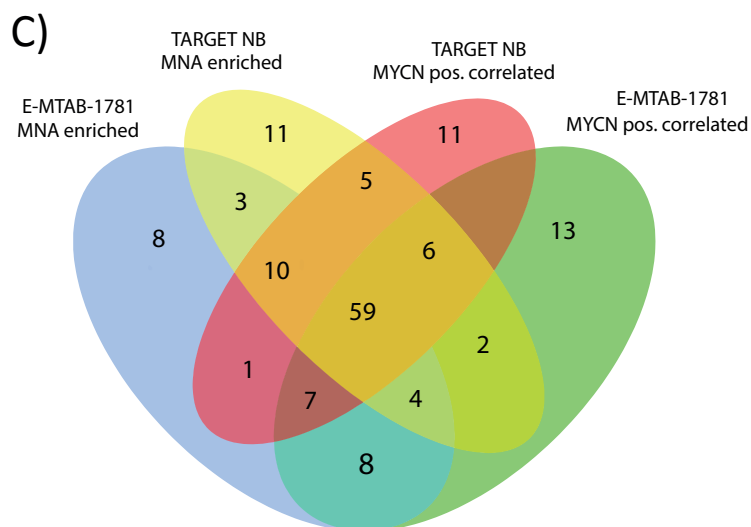 C)
TARGET NB
MNA enriched
TARGET NB
MYCN pos. correlated
E-MTAB-1781
MNA enriched
E-MTAB-1781
MYCN pos. correlated
11
11
5
3
8
13
6
10
59
2
1
7
4
8